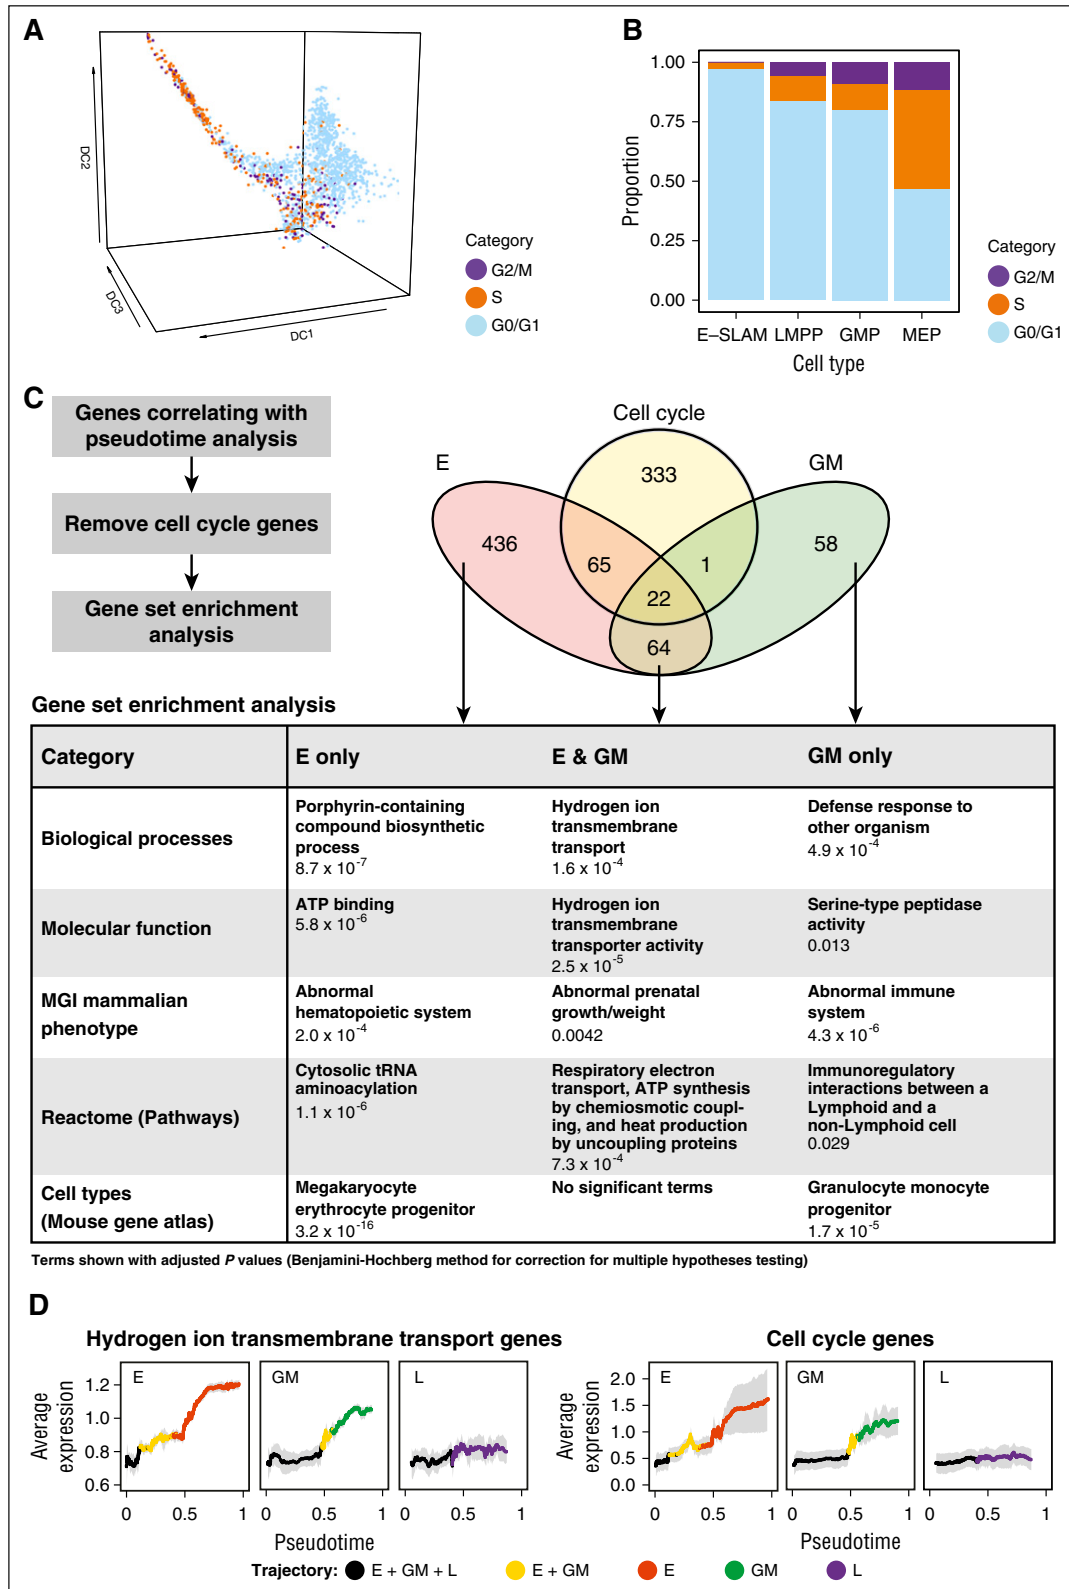 A
DC2
DC3
DC1
Category
G2/M
S
G0/G1
B
Proportion
1.00
0.75
0.50
0.25
0.00
E–SLAM LMPP GMP MEP
Cell type
Category
G2/M
S
G0/G1
C
Genes correlating with
pseudotime analysis
Remove cell cycle genes
Gene set enrichment
analysis
Cell cycle
E
GM
333
436
65
1
58
22
64
Gene set enrichment analysis
Category
E only
E & GM
GM only
Biological processes
Porphyrin-containing
compound biosynthetic
process
8.7 x 10-7
Hydrogen ion
transmembrane
transport
1.6 x 10-4
Defense response to
other organism
4.9 x 10-4
Molecular function
ATP binding
5.8 x 10-6
Hydrogen ion
transmembrane
transporter activity
2.5 x 10-5
Serine-type peptidase
activity
0.013
MGI mammalian
phenotype
Abnormal
hematopoietic system
2.0 x 10-4
Abnormal prenatal
growth/weight
0.0042
Abnormal immune
system
4.3 x 10-6
Reactome (Pathways)
Cytosolic tRNA
aminoacylation
1.1 x 10-6
Respiratory electron
transport, ATP synthesis
by chemiosmotic coupl-
ing, and heat production
by uncoupling proteins
7.3 x 10-4
Immunoregulatory
interactions between a
Lymphoid and a
non-Lymphoid cell
0.029
Cell types
(Mouse gene atlas)
Megakaryocyte
erythrocyte progenitor
3.2 x 10-16
No significant terms
Granulocyte monocyte
progenitor
1.7 x 10-5
Terms shown with adjusted P values (Benjamini-Hochberg method for correction for multiple hypotheses testing)
D
Hydrogen ion transmembrane transport genes
Average
expression
1.2
1.0
0.8
0.6
E
GM
L
0 0.5 1 0 0.5 1 0 0.5 1
Pseudotime
Cell cycle genes
Average
expression
2.0
1.5
1.0
0.5
0.0
E
GM
L
0 0.5 1 0 0.5 1 0 0.5 1
Pseudotime
Trajectory: E + GM + L E + GM E GM L